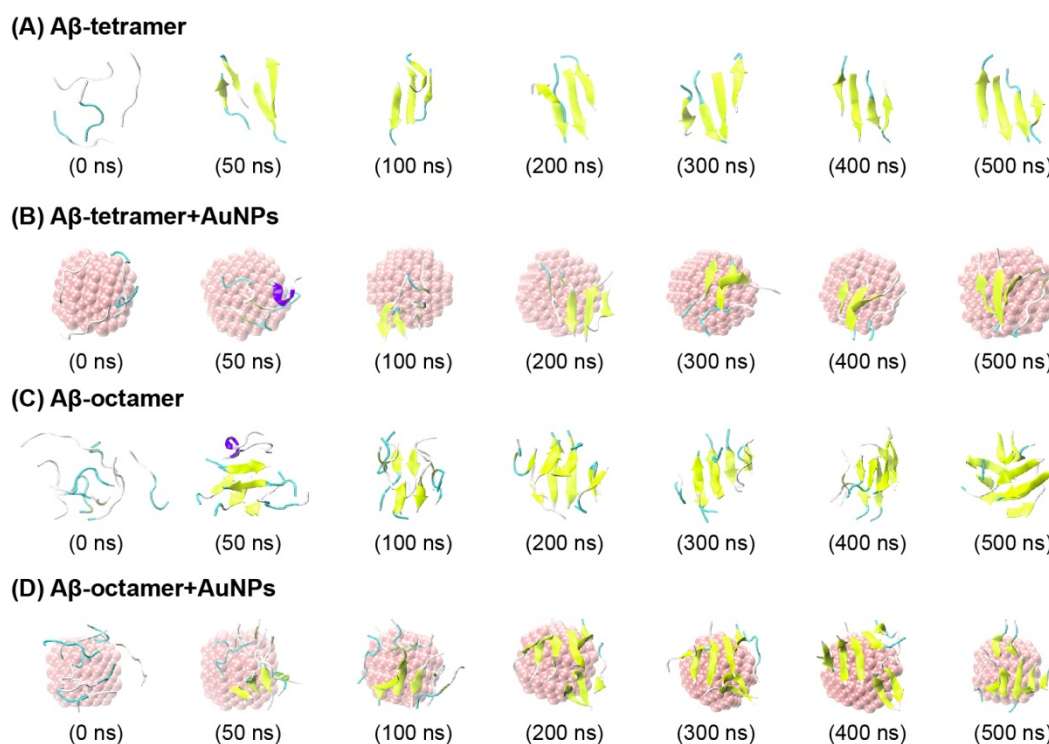 (A) Aβ-tetramer
(0 ns) (50 ns) (100 ns) (200 ns) (300 ns) (400 ns) (500 ns)
(B) Aβ-tetramer+AuNPs
(0 ns) (50 ns) (100 ns) (200 ns) (300 ns) (400 ns) (500 ns)
(C) Aβ-octamer
(0 ns) (50 ns) (100 ns) (200 ns) (300 ns) (400 ns) (500 ns)
(D) Aβ-octamer+AuNPs
(0 ns) (50 ns) (100 ns) (200 ns) (300 ns) (400 ns) (500 ns)